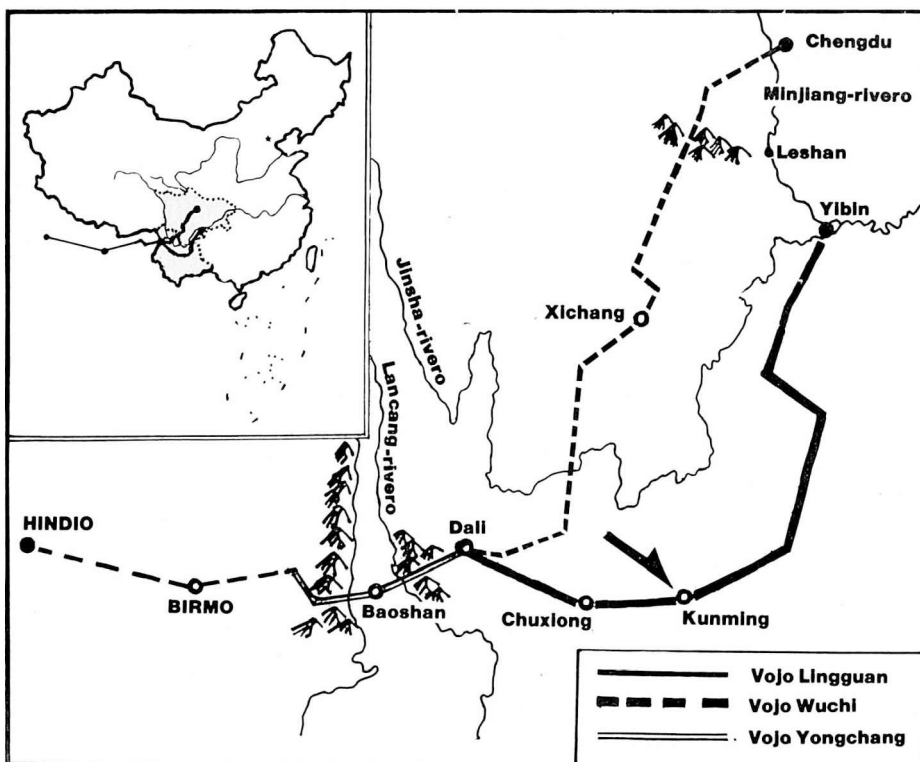 Chengdu
Minjiang-rivero
Leshan
Yibin
Jinsha-rivero
Xichang
Lancang-rivero
HINDIO
Dali
BIRMO
Baoshan
Chuxiong
Kunming
Vojo Lingguan
Vojo Wuchi
Vojo Yongchang